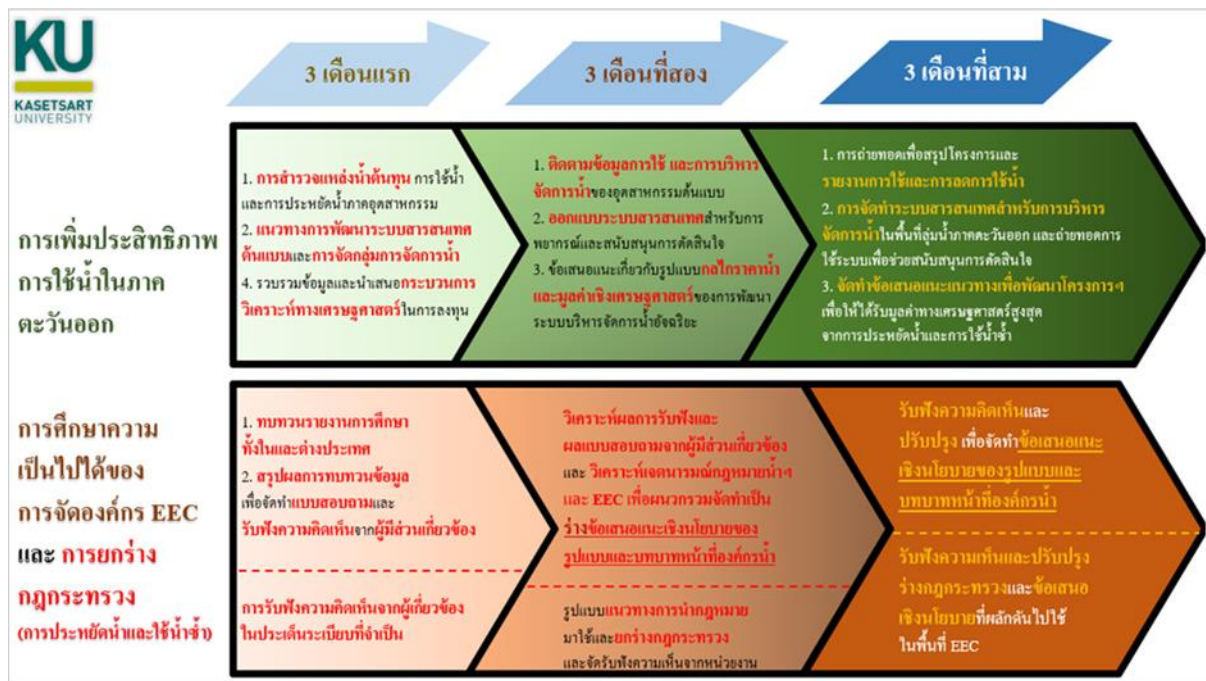 KU
KASETSART
UNIVERSITY
3 เดือนแรก
3 เดือนที่สอง
3 เดือนที่สาม
การเพิ่มประสิทธิภาพ
การใช้น้ำในภาค
ตะวันออก
1. การสำรวจแหล่งน้ำต้นทุน การใช้น้ำ
และการประหยัดน้ำภาคอุตสาหกรรม
2. แนวทางการพัฒนาระบบสารสนเทศ
ต้นแบบและการจัดกลุ่มการจัดการน้ำ
4. รวบรวมข้อมูลและนำเสนอกระบวนการ
วิเคราะห์ทางเศรษฐศาสตร์ในการลงทุน
1. ติดตามข้อมูลการใช้ และการบริหาร
จัดการน้ำของอุตสาหกรรมต้นแบบ
2. ออกแบบระบบสารสนเทศสำหรับการ
พยากรณ์และสนับสนุนการตัดสินใจ
3. ข้อเสนอแนะเกี่ยวกับรูปแบบกลไกราคาน้ำ
และมูลค่าเชิงเศรษฐศาสตร์ของการพัฒนา
ระบบบริหารจัดการน้ำอัจฉริยะ
1. การถ่ายทอดเพื่อสรุปโครงการและ
รายงานการใช้และการลดการใช้น้ำ
2. การจัดทำระบบสารสนเทศสำหรับการบริหาร
จัดการน้ำในพื้นที่ลุ่มน้ำภาคตะวันออก และถ่ายทอดการ
ใช้ระบบเพื่อช่วยสนับสนุนการตัดสินใจ
3. จัดทำข้อเสนอแนะแนวทางเพื่อพัฒนาโครงการฯ
เพื่อให้ได้รับมูลค่าทางเศรษฐศาสตร์สูงสุด
จากการประหยัดน้ำและการใช้น้ำซ้ำ
การศึกษาความ
เป็นไปได้ของ
การจัดองค์กร EEC
และ การยกร่าง
กฎกระทรวง
(การประหยัดน้ำและใช้น้ำซ้ำ)
1. ทบทวนรายงานการศึกษา
ทั้งในและต่างประเทศ
2. สรุปผลการทบทวนข้อมูล
เพื่อจัดทำแบบสอบถามและ
รับฟังความคิดเห็นจากผู้มีส่วนเกี่ยวข้อง
การรับฟังความคิดเห็นจากผู้เกี่ยวข้อง
ในประเด็นระเบียบที่จำเป็น
วิเคราะห์ผลการรับฟังและ
ผลแบบสอบถามจากผู้มีส่วนเกี่ยวข้อง
และ วิเคราะห์เจตนารมณ์กฎหมายน้ำฯ
และ EEC เพื่อผนวกรวมจัดทำเป็น
ร่างข้อเสนอแนะเชิงนโยบายของ
รูปแบบและบทบาทหน้าที่องค์กรน้ำ
รูปแบบแนวทางการนำกฎหมาย
มาใช้และยกร่างกฎกระทรวง
และจัดรับฟังความเห็นจากหน่วยงาน
รับฟังความคิดเห็นและ
ปรับปรุง เพื่อจัดทำข้อเสนอแนะ
เชิงนโยบายของรูปแบบและ
บทบาทหน้าที่องค์กรน้ำ
รับฟังความเห็นและปรับปรุง
ร่างกฎกระทรวงและข้อเสนอ
เชิงนโยบายที่ผลักดันไปใช้
ในพื้นที่ EEC